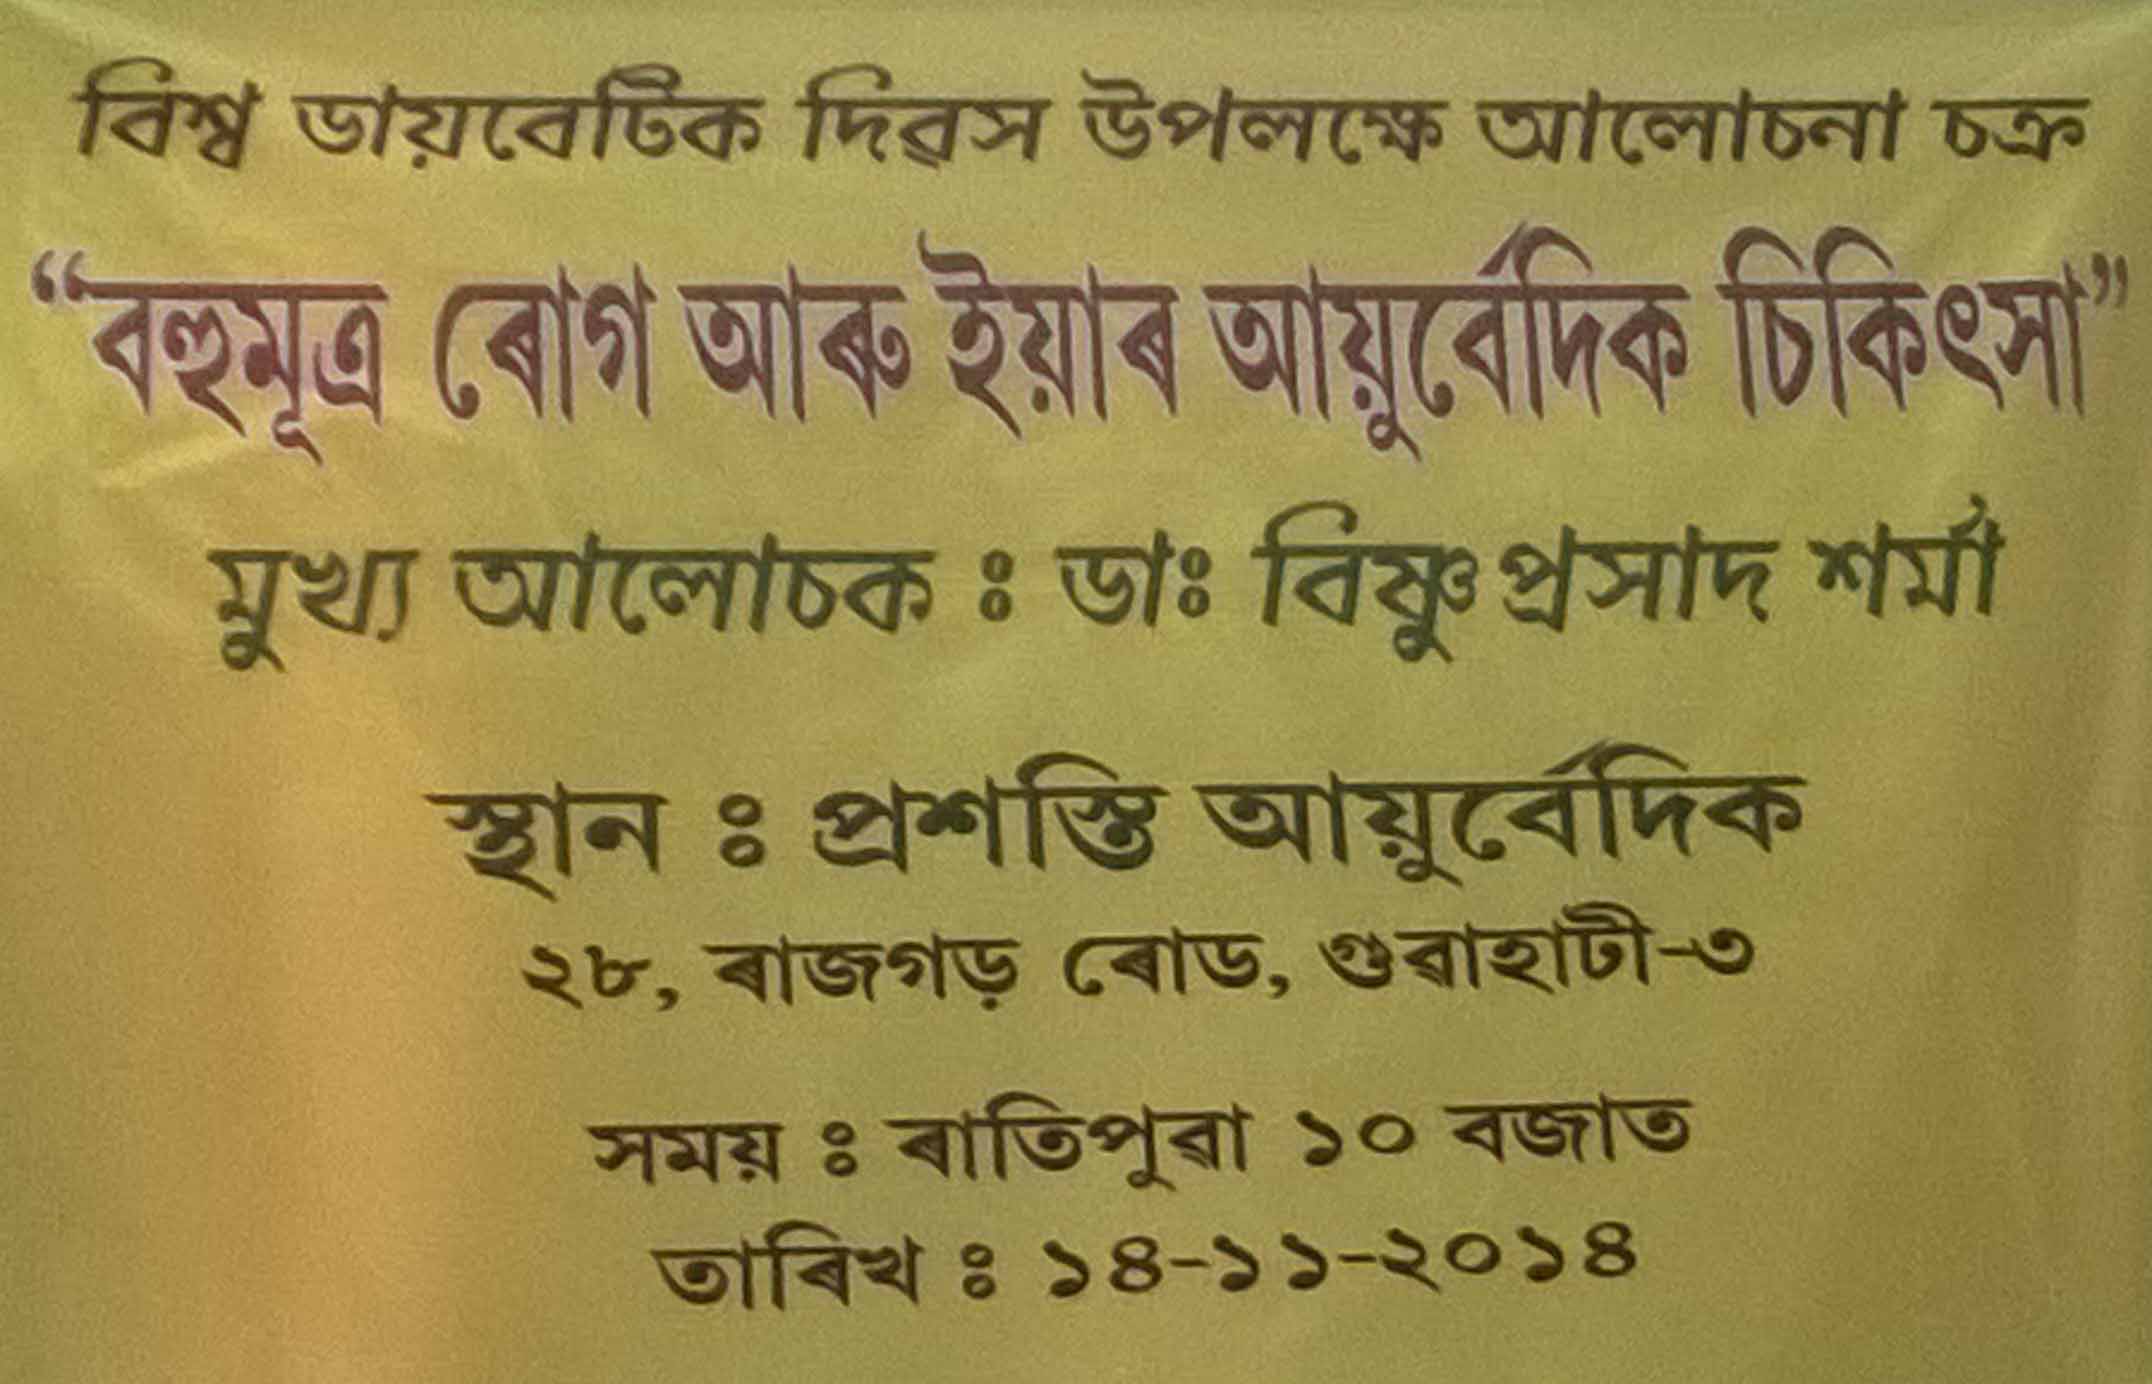 বিশ্ব ডায়বেটিক দিৱস উপলক্ষে আলোচনা চক্ৰ
“বহুমূত্ৰ ৰোগ আৰু ইয়াৰ আয়ুৰ্বেদিক চিকিৎসা”
মুখ্য আলোচক : ডাঃ বিষ্ণু প্ৰসাদ শৰ্মা
স্থান : প্ৰশস্তি আয়ুৰ্বেদিক
২৮, ৰাজগড় ৰোড, গুৱাহাটী-৩
সময় : ৰাতিপুৱা ১০ বজাত
তাৰিখ : ১৪-১১-২০১৪